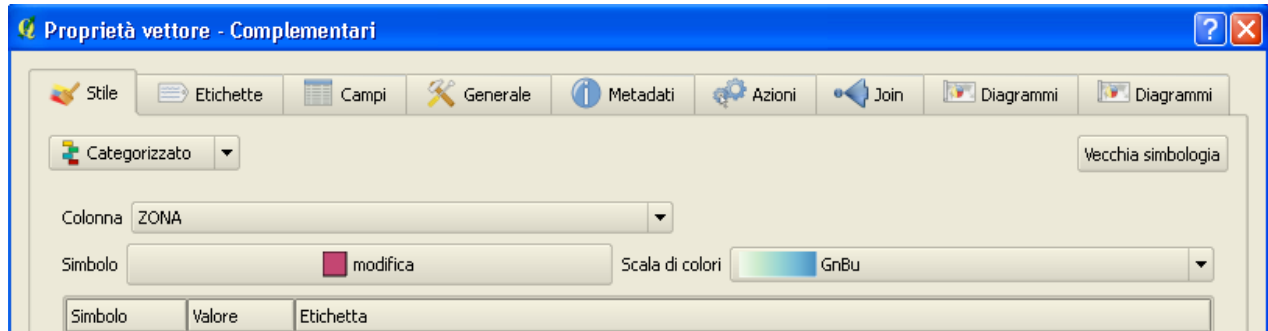 Proprietà vettore - Complementari
Stile Etichette Campi Generale Metadati Azioni Join Diagrammi Diagrammi
Categorizzato Vecchia simbologia
Colonna ZONA
Simbolo modifica Scala di colori GnBu
Simbolo Valore Etichetta